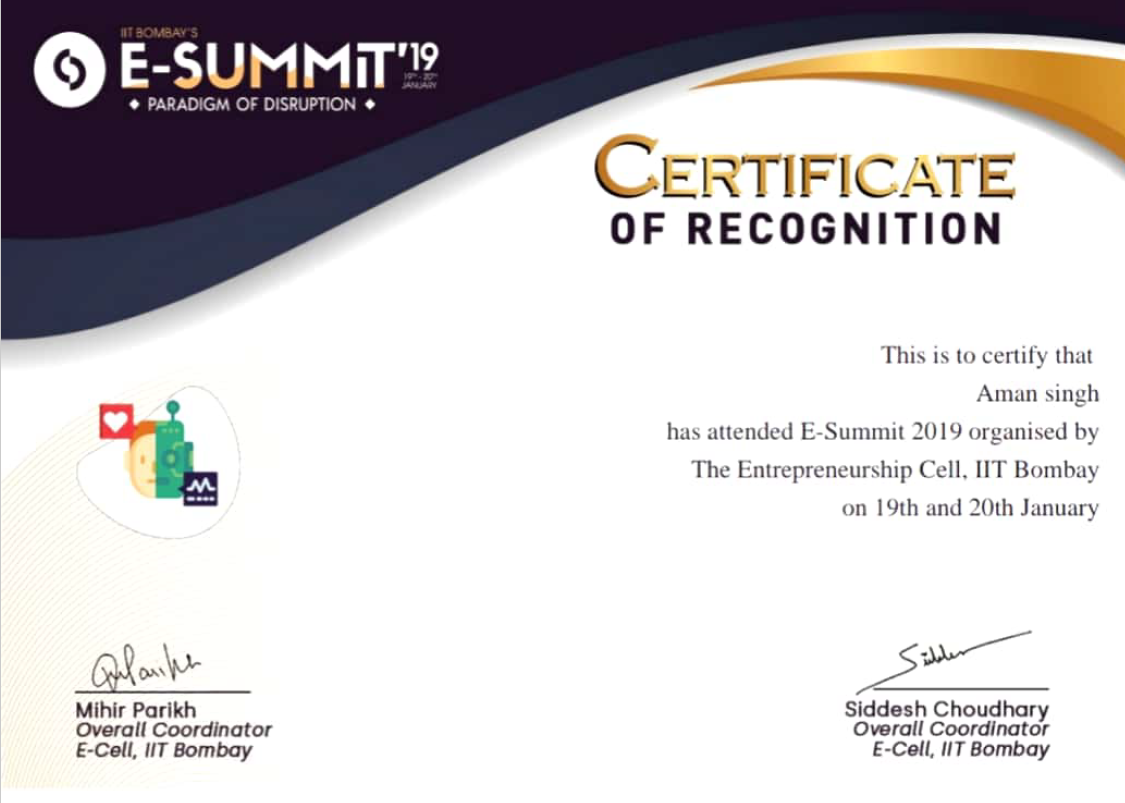 IIT BOMBAY'S
E-SUMMiT'19
19TH - 20TH
JANUARY
◆ PARADIGM OF DISRUPTION ◆
CERTIFICATE
OF RECOGNITION
This is to certify that
Aman singh
has attended E-Summit 2019 organised by
The Entrepreneurship Cell, IIT Bombay
on 19th and 20th January
Mihir Parikh
Overall Coordinator
E-Cell, IIT Bombay
Siddesh Choudhary
Overall Coordinator
E-Cell, IIT Bombay